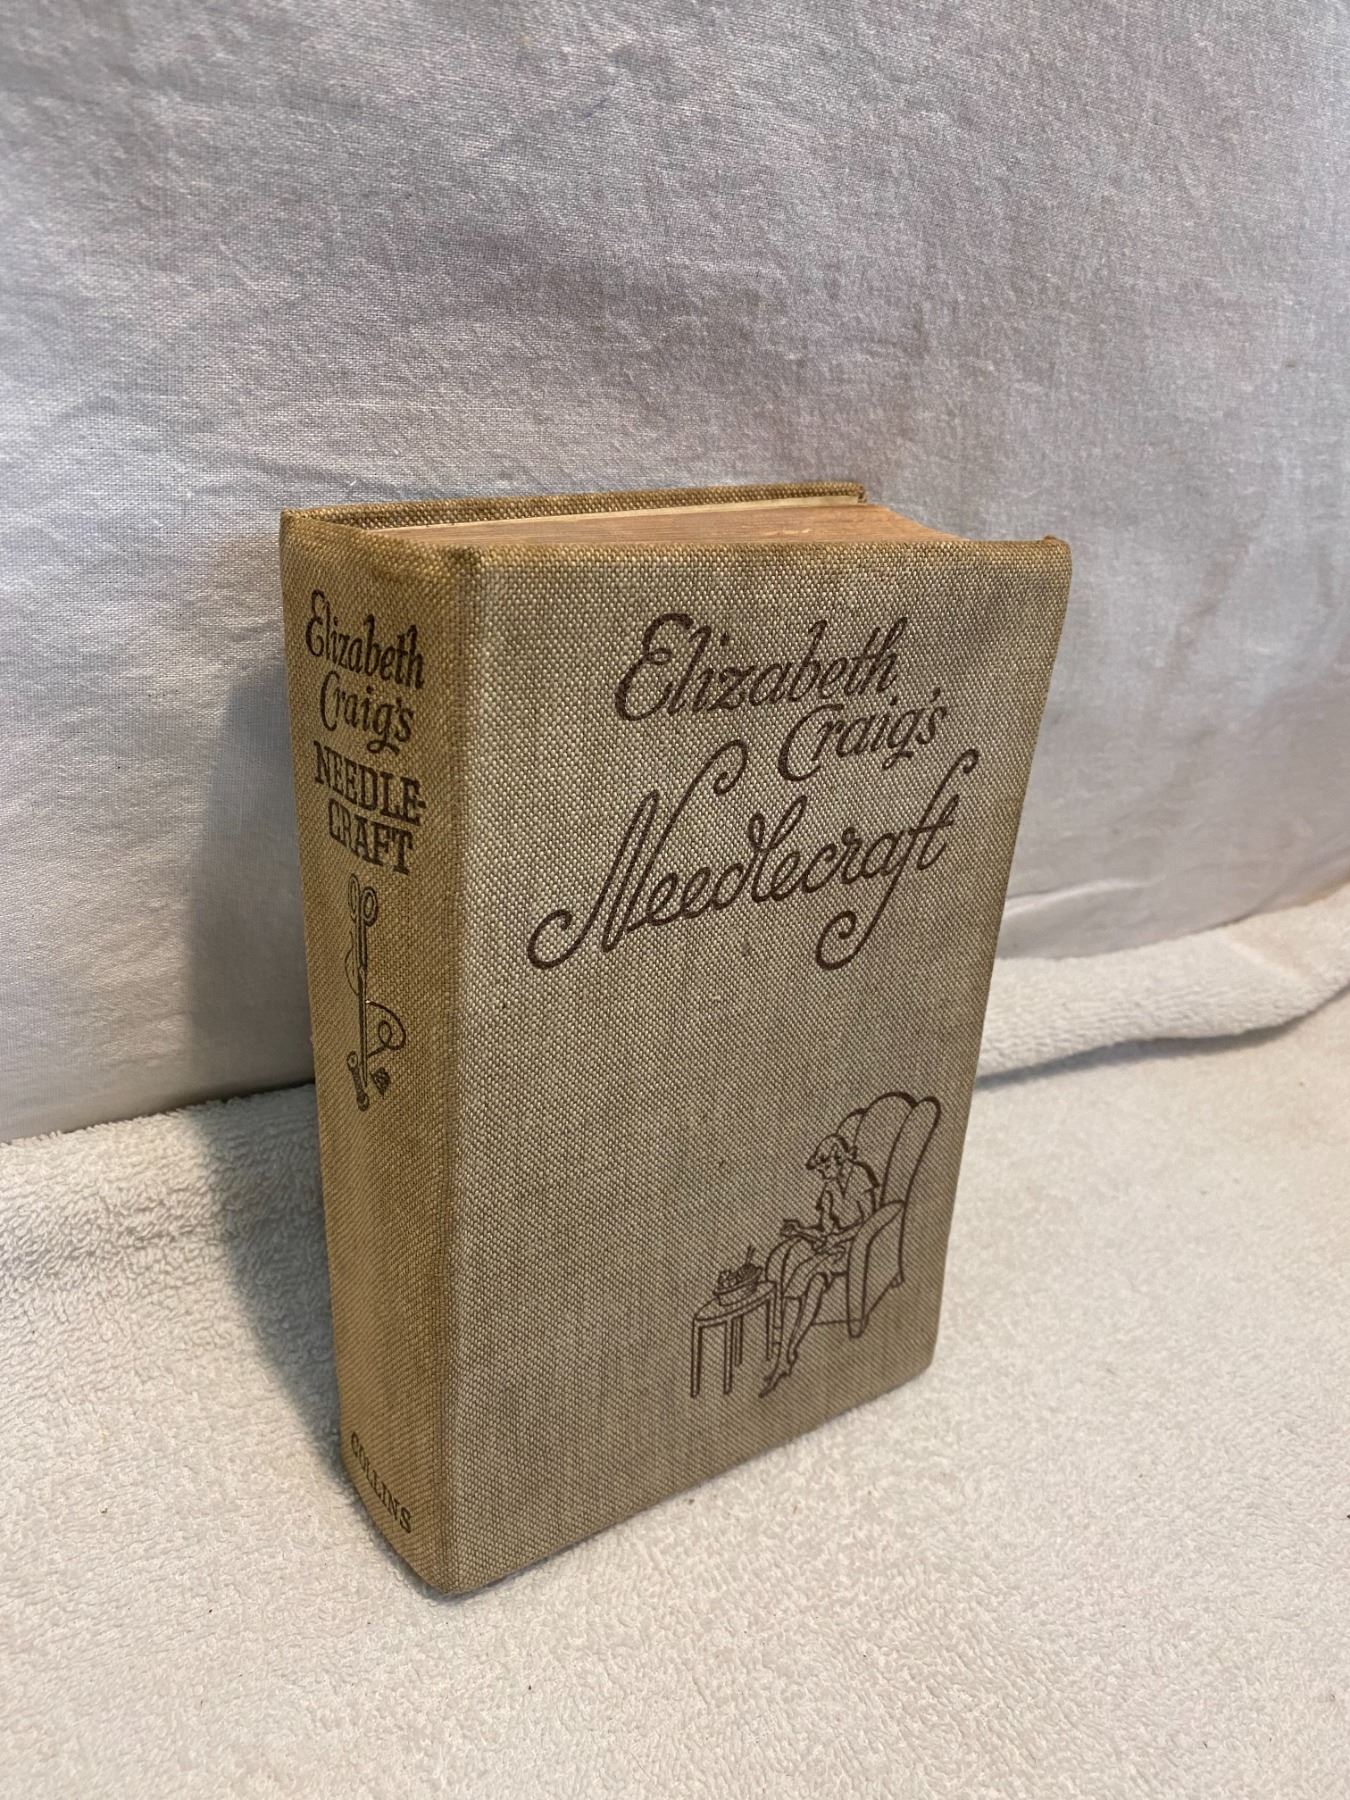 Elizabeth
Craig's
NEEDLE-
CRAFT
COLLINS
Elizabeth
Craig's
Needlecraft